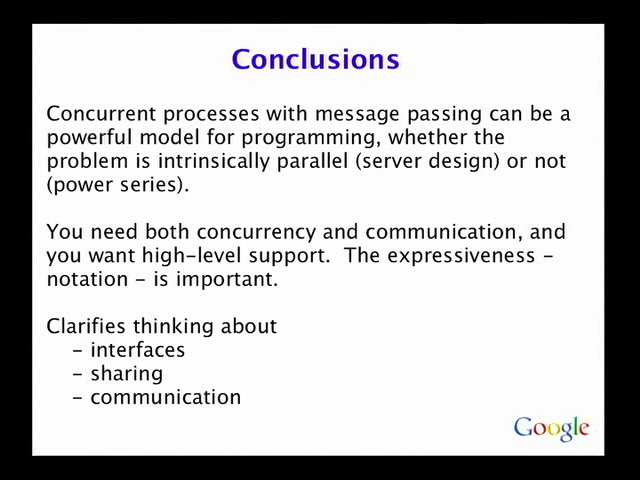 Conclusions
Concurrent processes with message passing can be a
powerful model for programming, whether the
problem is intrinsically parallel (server design) or not
(power series).
You need both concurrency and communication, and
you want high-level support.  The expressiveness –
notation – is important.
Clarifies thinking about
– interfaces
– sharing
– communication
Google